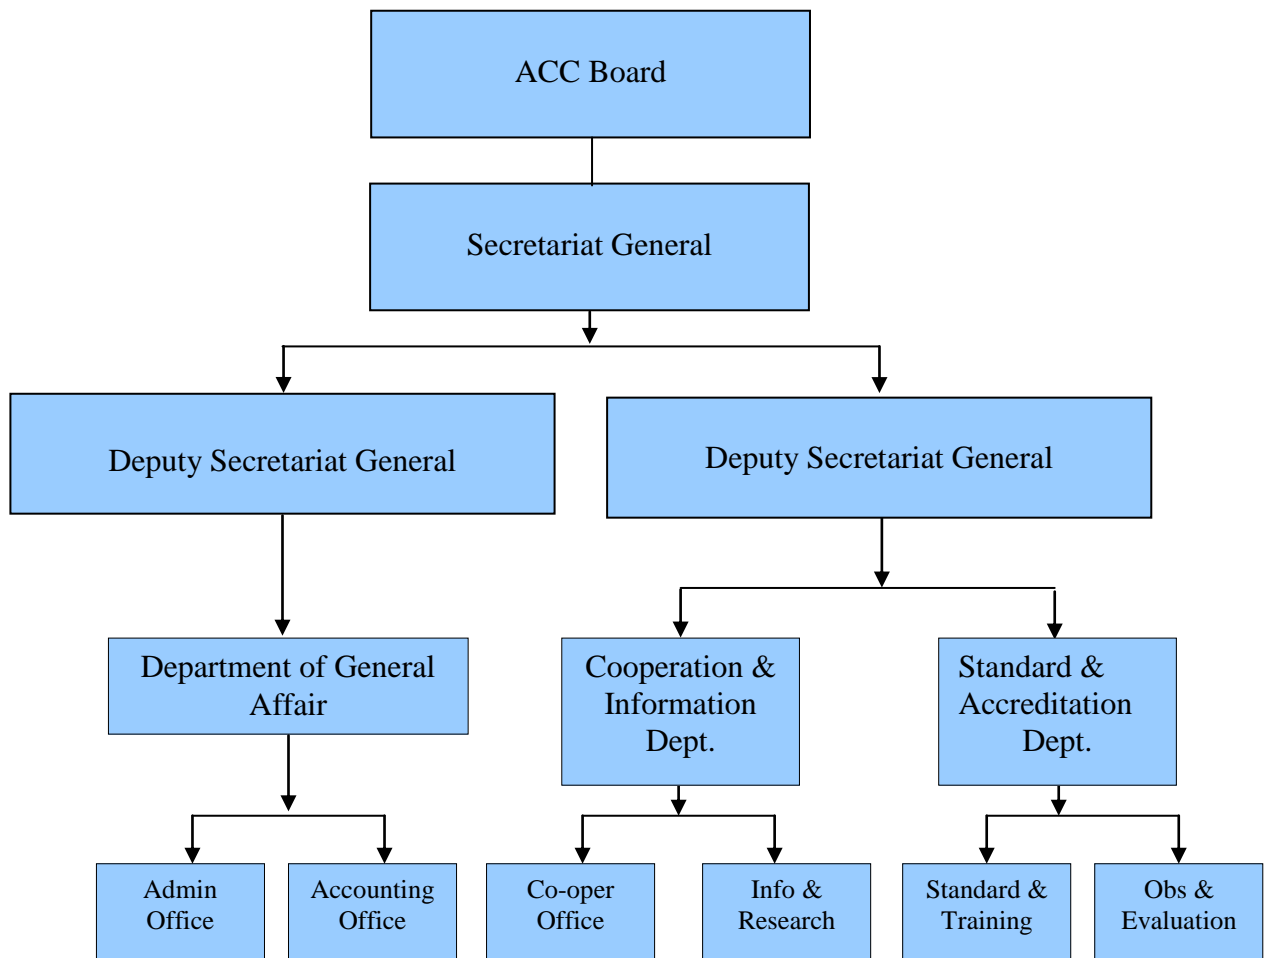 ACC Board
Secretariat General
Deputy Secretariat General
Deputy Secretariat General
Department of General
Affair
Cooperation &
Information
Dept.
Standard &
Accreditation
Dept.
Admin
Office
Accounting
Office
Co-oper
Office
Info &
Research
Standard &
Training
Obs &
Evaluation